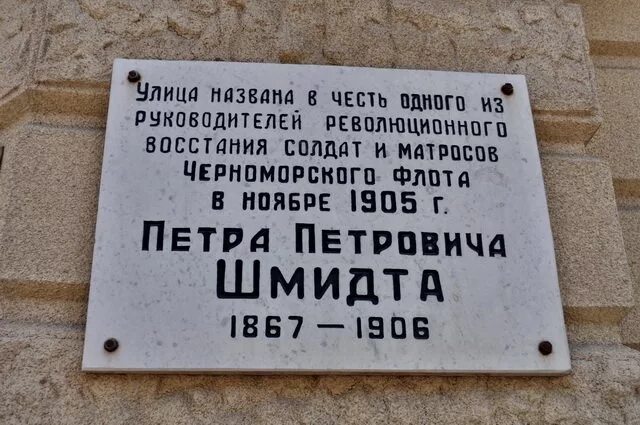 Улица названа в честь одного из
руководителей революционного
восстания солдат и матросов
Черноморского флота
в ноябре 1905 г.
Петра Петровича
Шмидта
1867 — 1906